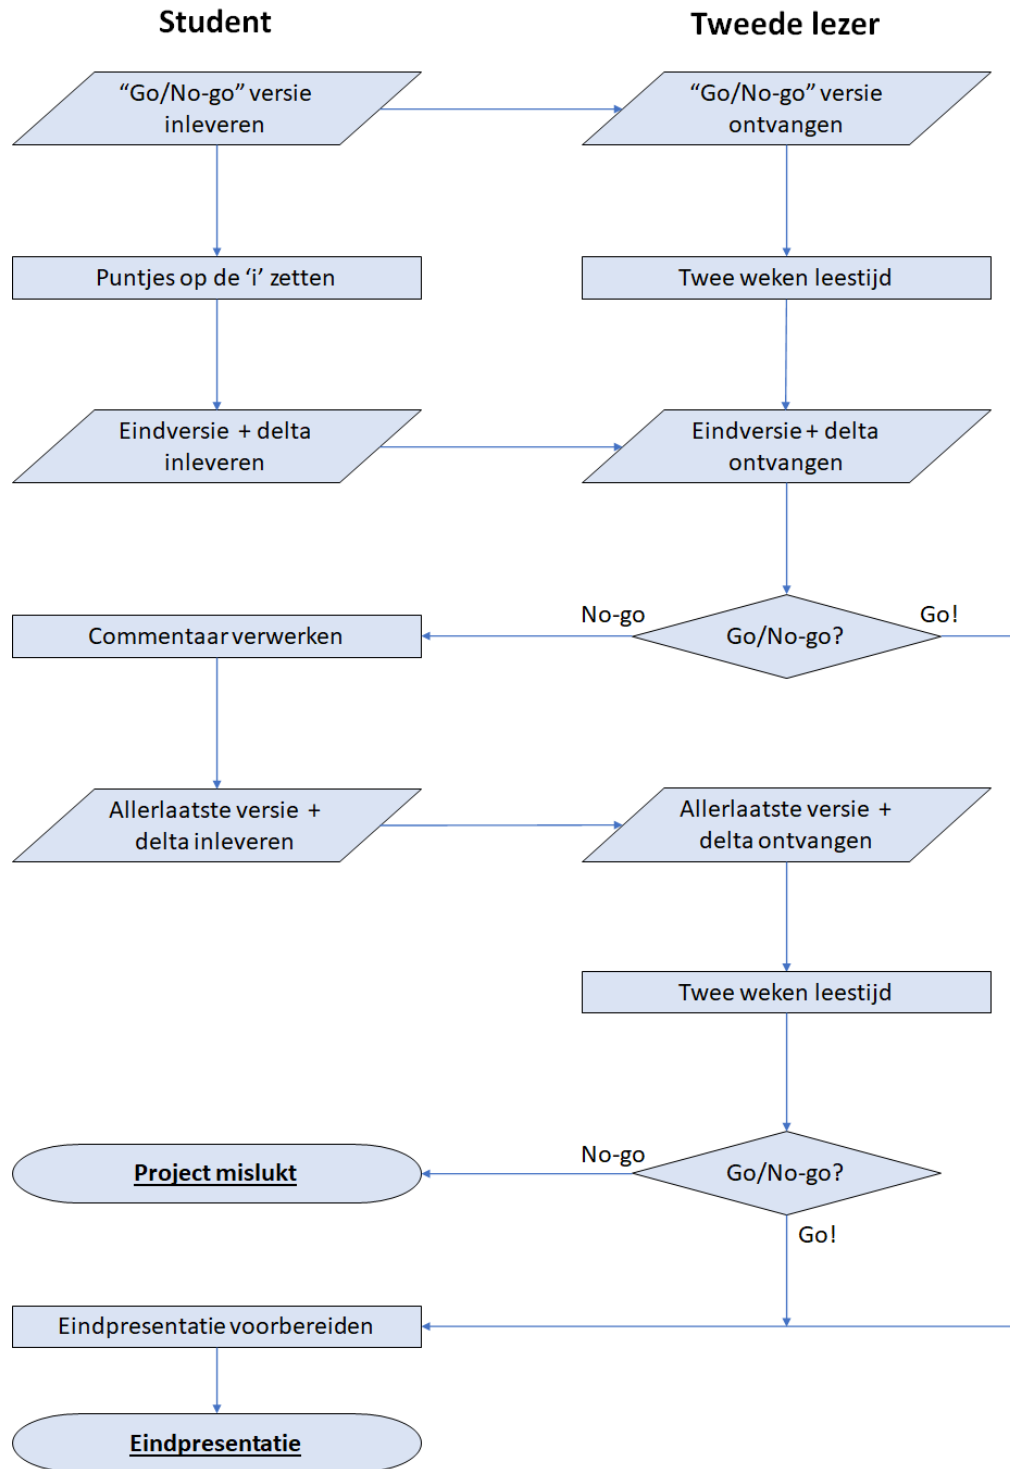 Student
Tweede lezer
“Go/No-go” versie
inleveren
“Go/No-go” versie
ontvangen
Puntjes op de ‘i’ zetten
Twee weken leestijd
Eindversie + delta
inleveren
Eindversie + delta
ontvangen
No-go
Go!
Commentaar verwerken
Go/No-go?
Allerlaatste versie +
delta inleveren
Allerlaatste versie +
delta ontvangen
Twee weken leestijd
No-go
Project mislukt
Go/No-go?
Go!
Eindpresentatie voorbereiden
Eindpresentatie